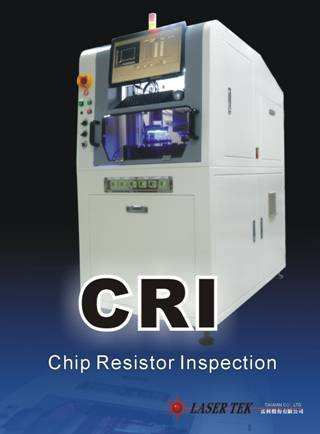 CRI
Chip Resistor Inspection
LASER TEK
TAIWAN CO., LTD.
雷科股份有限公司